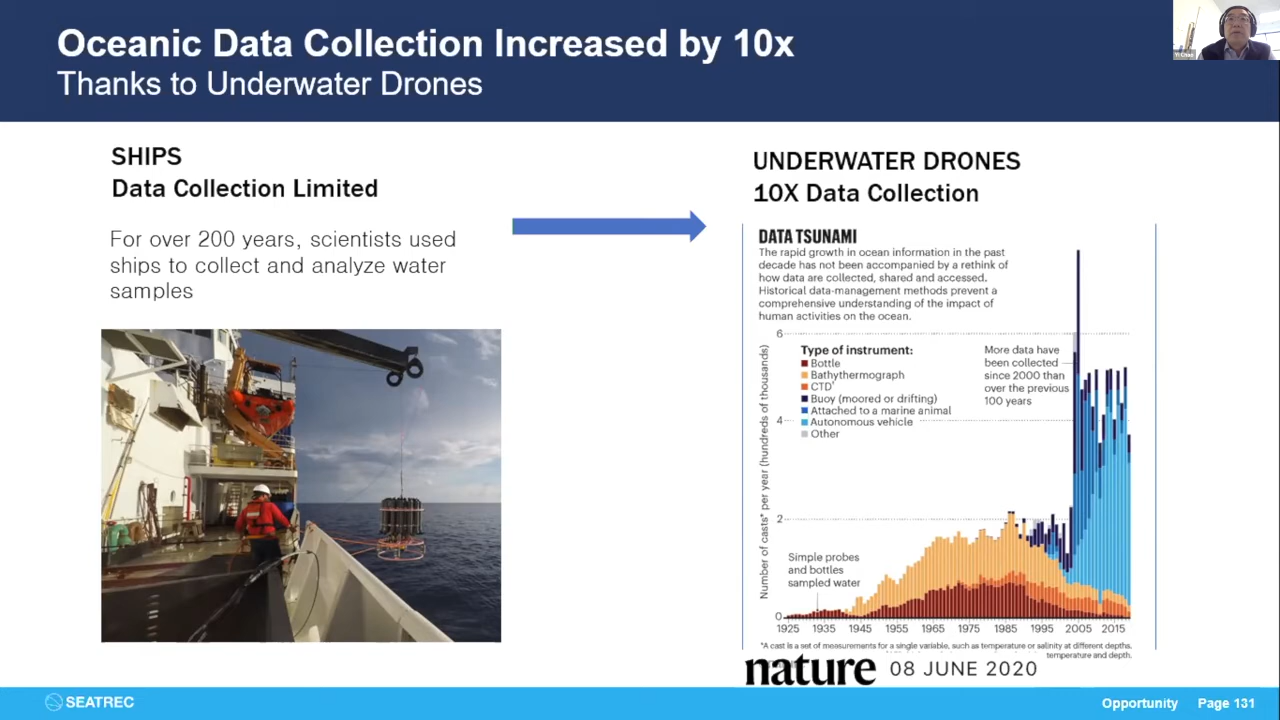 Oceanic Data Collection Increased by 10x
Thanks to Underwater Drones
Yi Chao
SHIPS
Data Collection Limited
For over 200 years, scientists used
ships to collect and analyze water
samples
UNDERWATER DRONES
10X Data Collection
DATA TSUNAMI
The rapid growth in ocean information in the past
decade has not been accompanied by a rethink of
how data are collected, shared and accessed.
Historical data-management methods prevent a
comprehensive understanding of the impact of
human activities on the ocean.
Number of casts* per year (hundreds of thousands)
6
4
2
0
Type of instrument:
Bottle
Bathythermograph
CTD†
Buoy (moored or drifting)
Attached to a marine animal
Autonomous vehicle
Other
More data have
been collected
since 2000 than
over the previous
100 years
Simple probes
and bottles
sampled water
1925 1935 1945 1955 1965 1975 1985 1995 2005 2015
*A cast is a set of measurements for a single variable, such as temperature or salinity at different depths.
temperature and depth.
nature 08 JUNE 2020
SEATREC
Opportunity Page 131